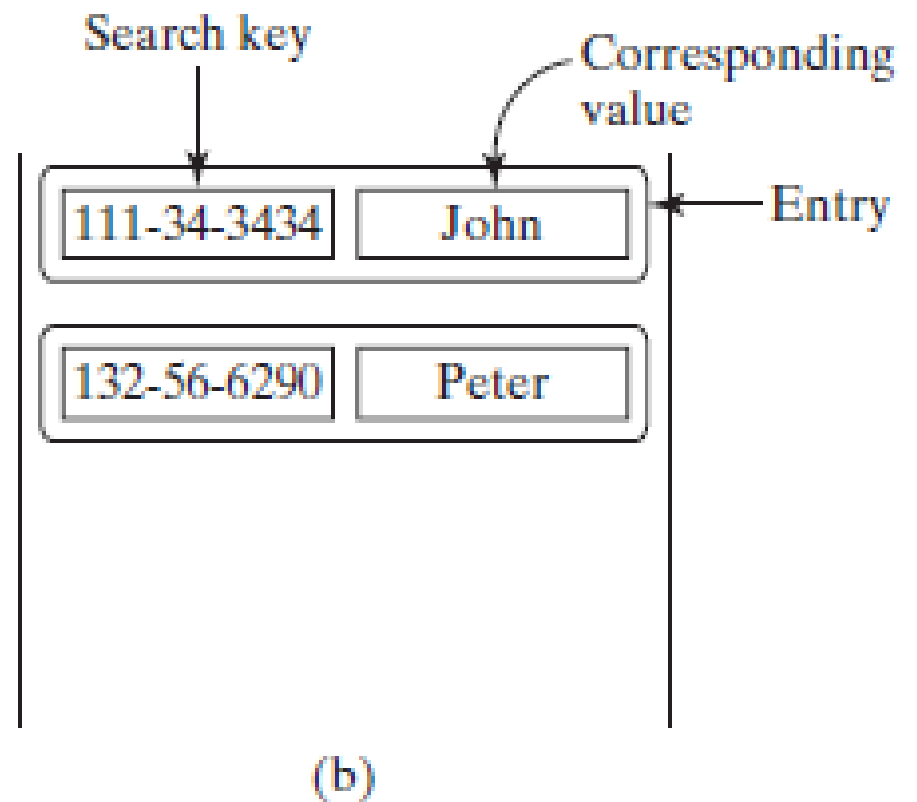 Search key
Corresponding
value
111-34-3434 John
Entry
132-56-6290 Peter
(b)